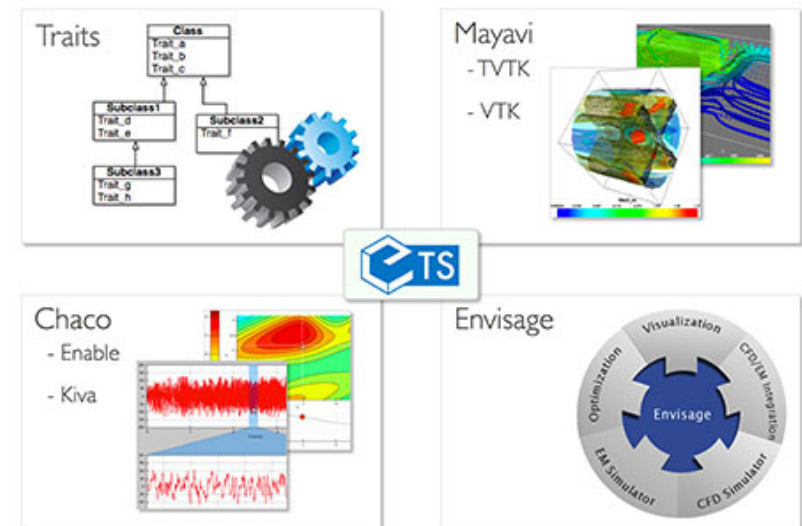 Traits
Class
Trait_a
Trait_b
Trait_c
Subclass1
Trait_d
Trait_e
Subclass2
Trait_f
Subclass3
Trait_g
Trait_h
Mayavi
- TVTK
- VTK
eTS
Chaco
- Enable
- Kiva
Envisage
Visualization
CFD/EM Integration
CFD Simulator
EM Simulator
Optimization
Envisage